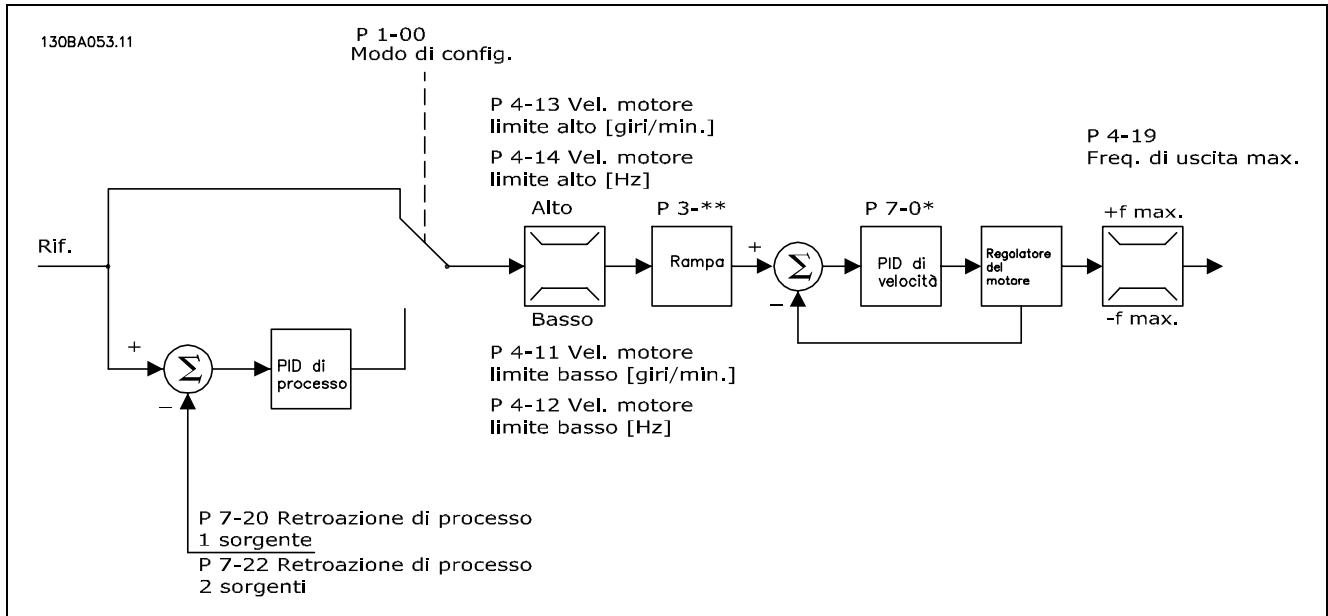 130BA053.11
P 1-00
Modo di config.
P 4-13 Vel. motore
limite alto [giri/min.]
P 4-14 Vel. motore
limite alto [Hz]
P 4-19
Freq. di uscita max.
Alto
P 3-**
P 7-0*
+f max.
Rif.
Rampa
+
Σ
−
PID di
velocità
Regolatore
del
motore
Basso
-f max.
+
Σ
−
PID di
processo
P 4-11 Vel. motore
limite basso [giri/min.]
P 4-12 Vel. motore
limite basso [Hz]
P 7-20 Retroazione di processo
1 sorgente
P 7-22 Retroazione di processo
2 sorgenti